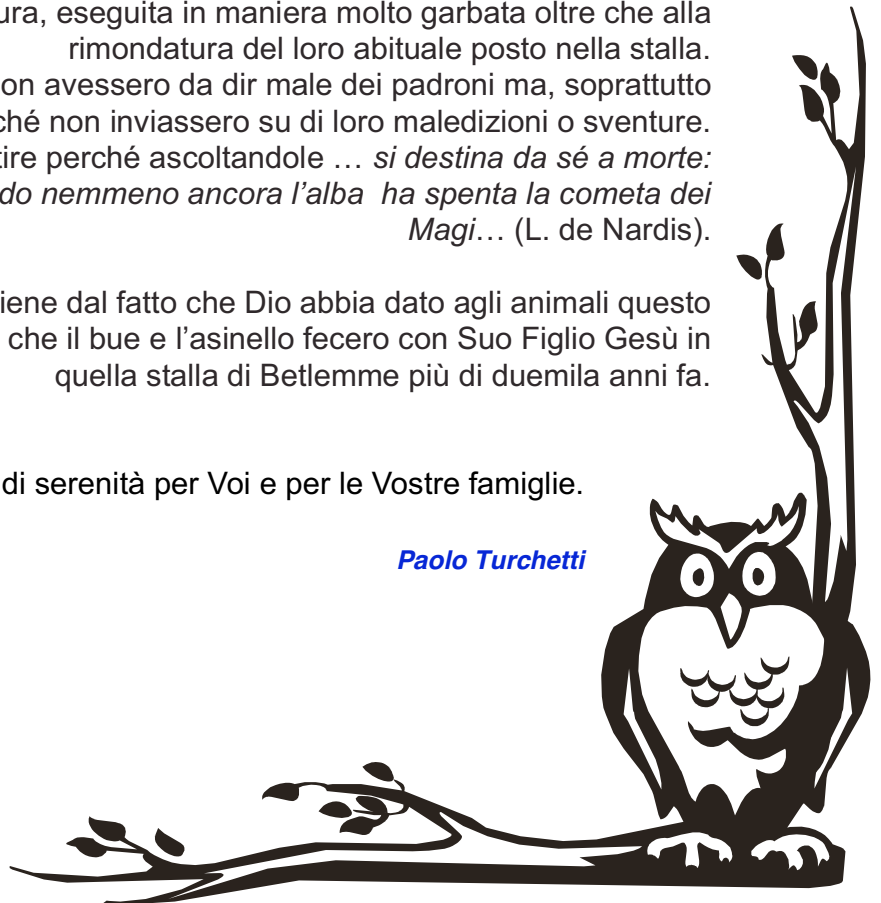 ura, eseguita in maniera molto garbata oltre che alla
rimondatura del loro abituale posto nella stalla.
on avessero da dir male dei padroni ma, soprattutto
ché non inviassero su di loro maledizioni o sventure.
tire perché ascoltandole … si destina da sé a morte:
do nemmeno ancora l’alba ha spenta la cometa dei
Magi… (L. de Nardis).
iene dal fatto che Dio abbia dato agli animali questo
che il bue e l’asinello fecero con Suo Figlio Gesù in
quella stalla di Betlemme più di duemila anni fa.
di serenità per Voi e per le Vostre famiglie.
Paolo Turchetti